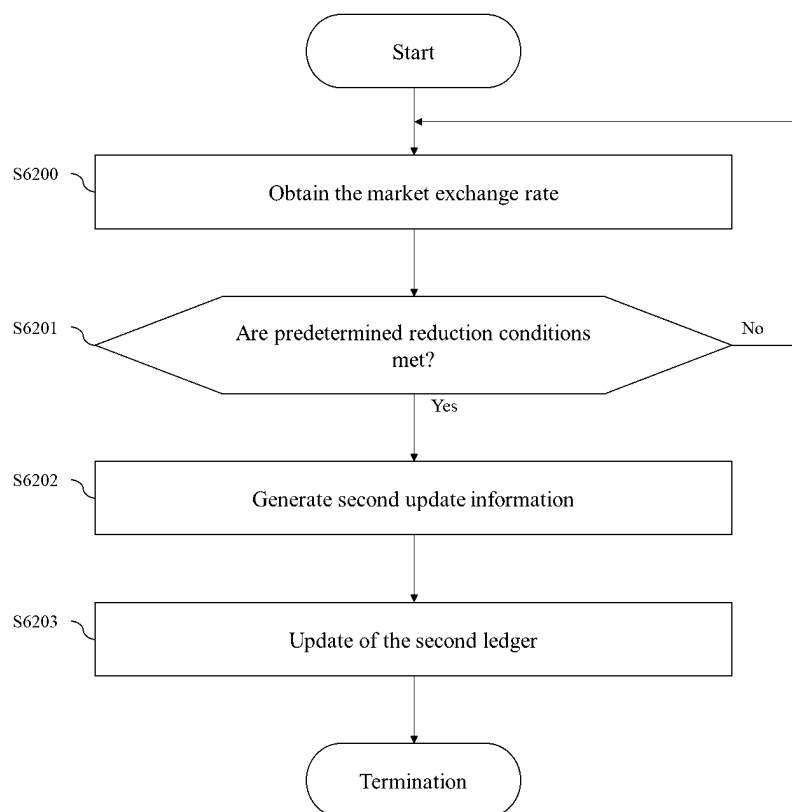 Start
S6200
Obtain the market exchange rate
S6201
Are predetermined reduction conditions
met?
No
Yes
S6202
Generate second update information
S6203
Update of the second ledger
Termination